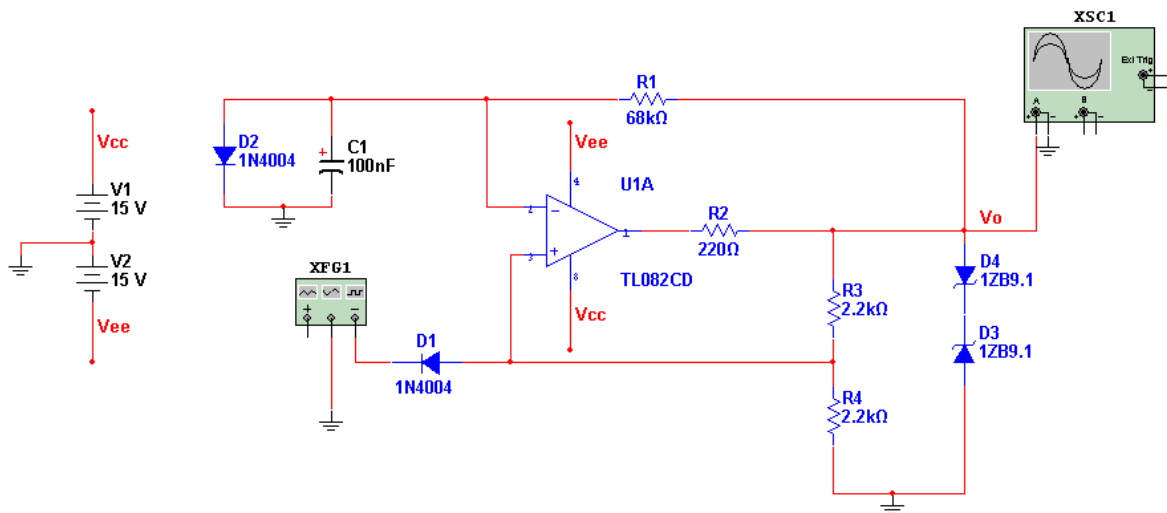 XSC1
Ext Trig
+
-
A
B
+ - + -
R1
68kΩ
Vcc
D2
1N4004
+
C1
100nF
Vee
4
V1
15 V
U1A
2
-
1
R2
220Ω
Vo
3
+
V2
15 V
XFG1
+ -
8
TL082CD
D4
1ZB9.1
R3
2.2kΩ
Vee
Vcc
D1
1N4004
D3
1ZB9.1
R4
2.2kΩ